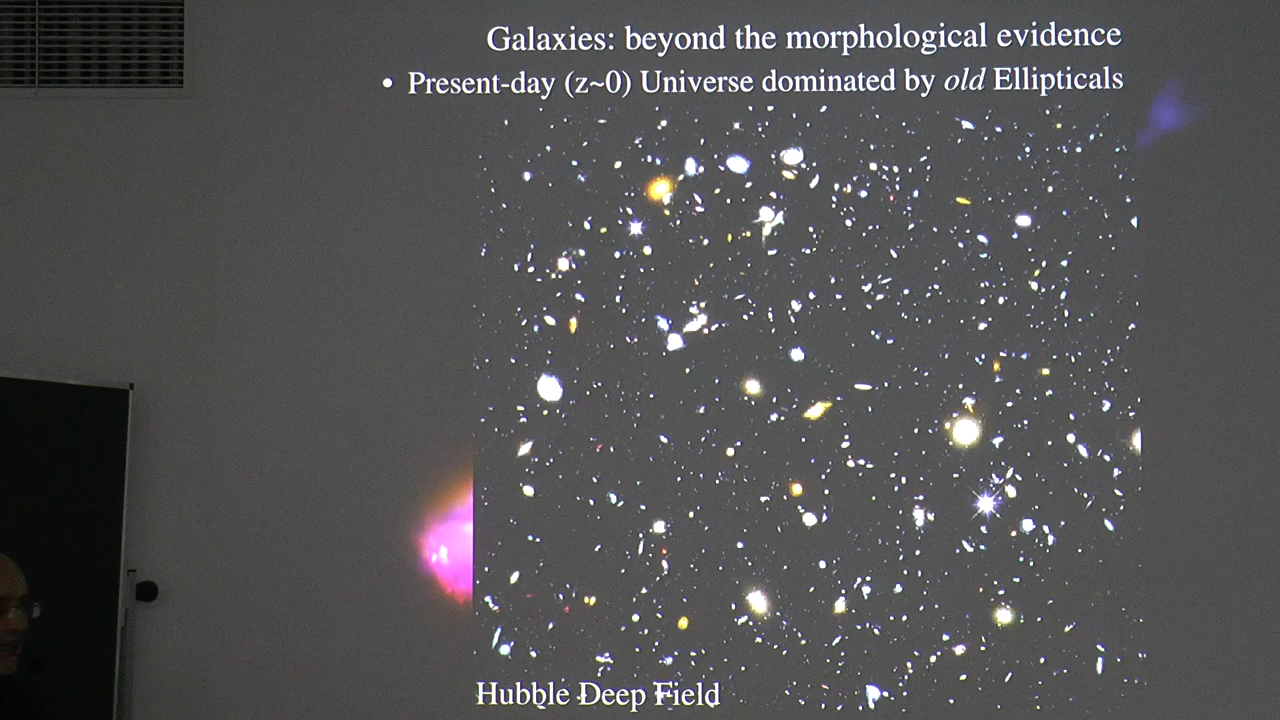 Galaxies: beyond the morphological evidence
• Present-day (z~0) Universe dominated by old Ellipticals
Hubble Deep Field